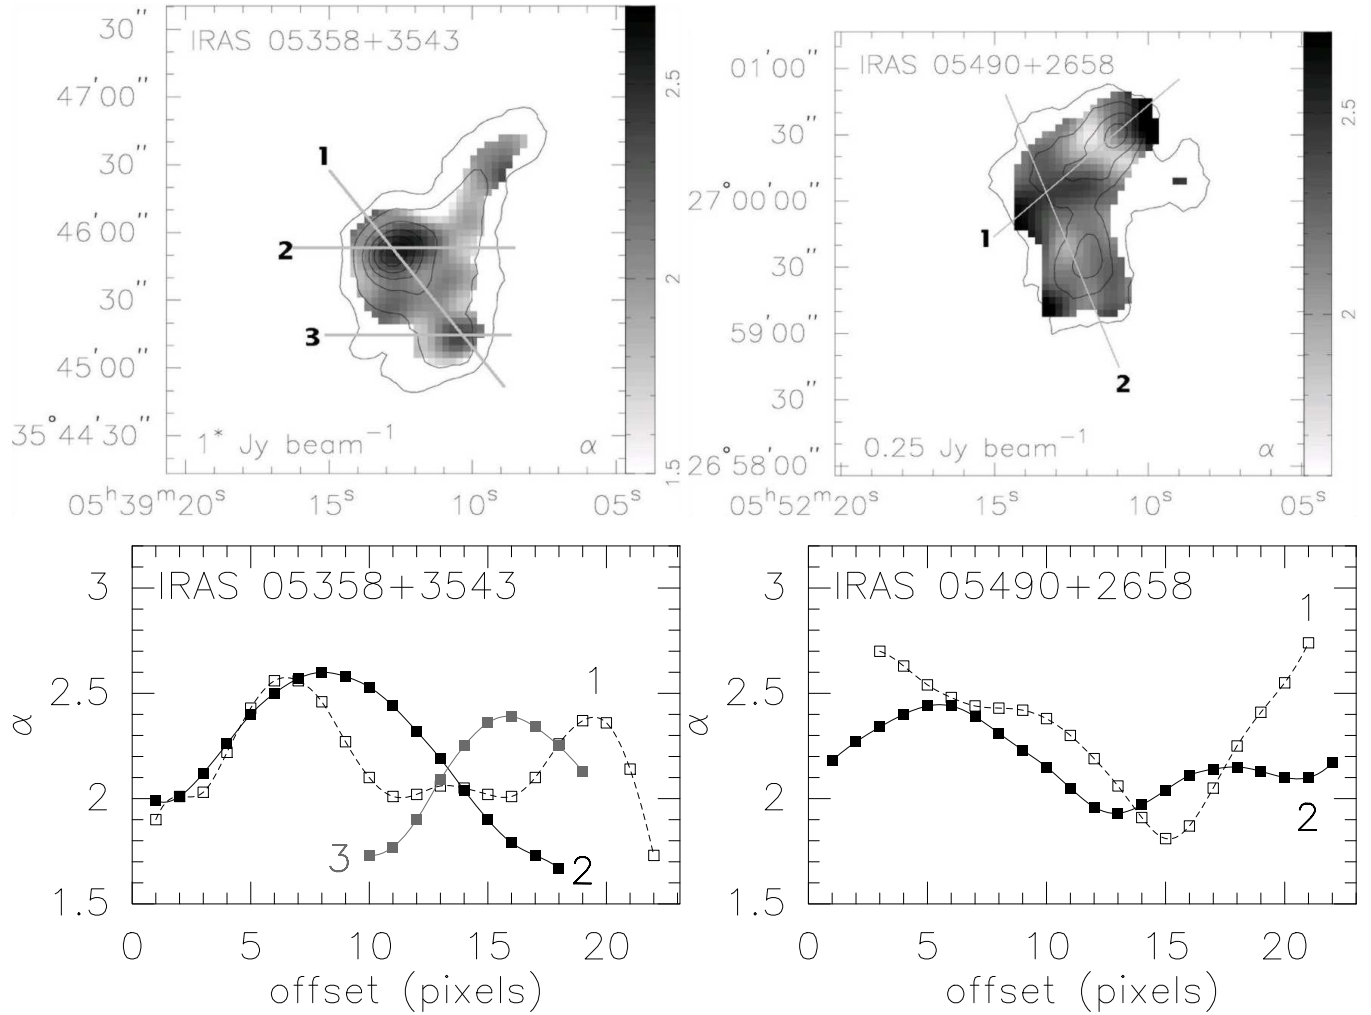 IRAS 05358+3543
30″
47′00″
30″
46′00″
30″
45′00″
35°44′30″
1
2
3
1* Jy beam⁻¹
α
2.5
2
1.5
05ʰ39ᵐ20ˢ
15ˢ
10ˢ
IRAS 05490+2658
01′00″
30″
27°00′00″
30″
59′00″
30″
26°58′00″
1
2
0.25 Jy beam⁻¹
α
2.5
2
05ʰ52ᵐ20ˢ
15ˢ
10ˢ
05ˢ
05ˢ
IRAS 05358+3543
3
2.5
2
1.5
α
1
3
2
0 5 10 15 20
offset (pixels)
IRAS 05490+2658
3
2.5
2
1.5
α
1
2
0 5 10 15 20
offset (pixels)